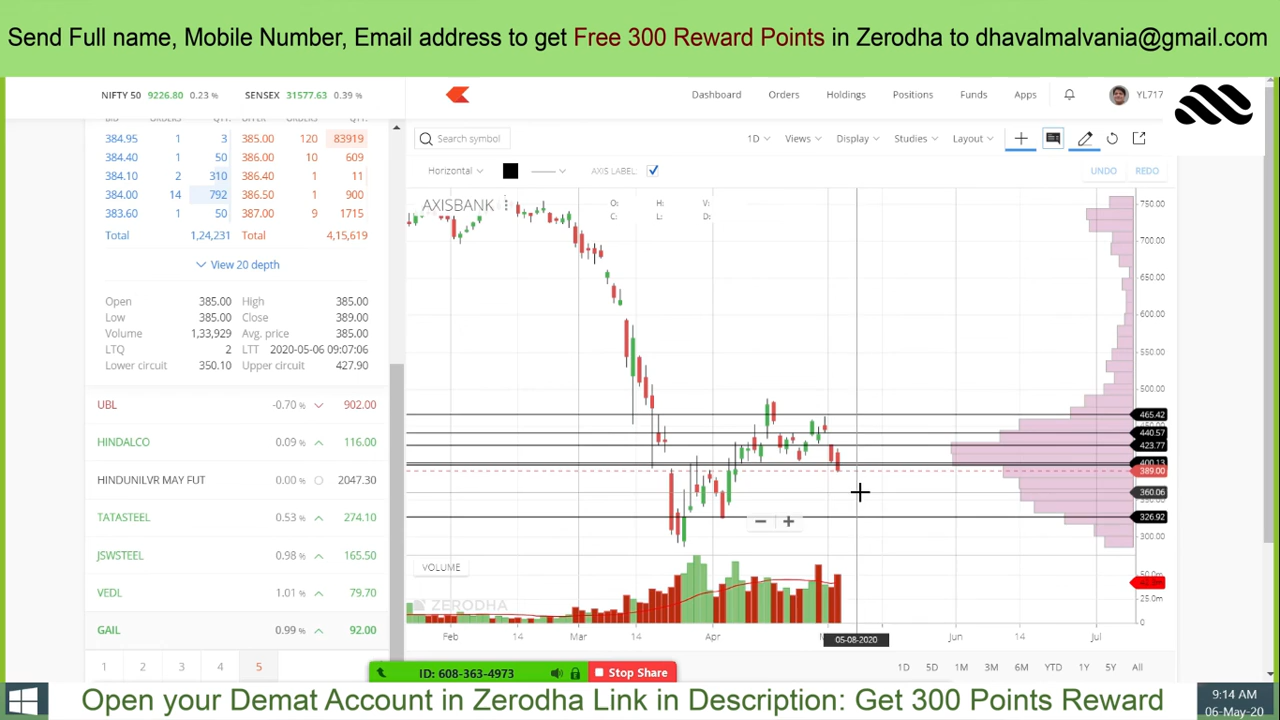 Send Full name, Mobile Number, Email address to get Free 300 Reward Points in Zerodha to dhavalmalvania@gmail.com
NIFTY 50 9226.80 0.23 % SENSEX 31577.63 0.39 %
Dashboard Orders Holdings Positions Funds Apps YL717
384.95 1 3 385.00 120 83919
384.40 1 50 386.00 10 609
384.10 2 310 386.40 1 11
384.00 14 792 386.50 1 900
383.60 1 50 387.00 9 1715
Total 1,24,231 Total 4,15,619
View 20 depth
Open 385.00 High 385.00
Low 385.00 Close 389.00
Volume 1,33,929 Avg. price 385.00
LTQ 2 LTT 2020-05-06 09:07:06
Lower circuit 350.10 Upper circuit 427.90
UBL -0.70 % 902.00
HINDALCO 0.09 % 116.00
HINDUNILVR MAY FUT 0.00 % 2047.30
TATASTEEL 0.53 % 274.10
JSWSTEEL 0.98 % 165.50
VEDL 1.01 % 79.70
GAIL 0.99 % 92.00
1 2 3 4 5
Search symbol 1D Views Display Studies Layout
Horizontal AXIS LABEL: UNDO REDO
AXISBANK O: H: V:
C: L: D:
750.00
700.00
650.00
600.00
550.00
500.00
465.42
440.57
423.77
400.13
389.00
360.06
326.92
300.00
VOLUME
50.0m
25.0m
0
ZERODHA
Feb 14 Mar 14 Apr 05-08-2020 Jun 14 Jul
1D 5D 1M 3M 6M YTD 1Y 5Y All
ID: 608-363-4973 Stop Share
Open your Demat Account in Zerodha Link in Description: Get 300 Points Reward
9:14 AM
06-May-20